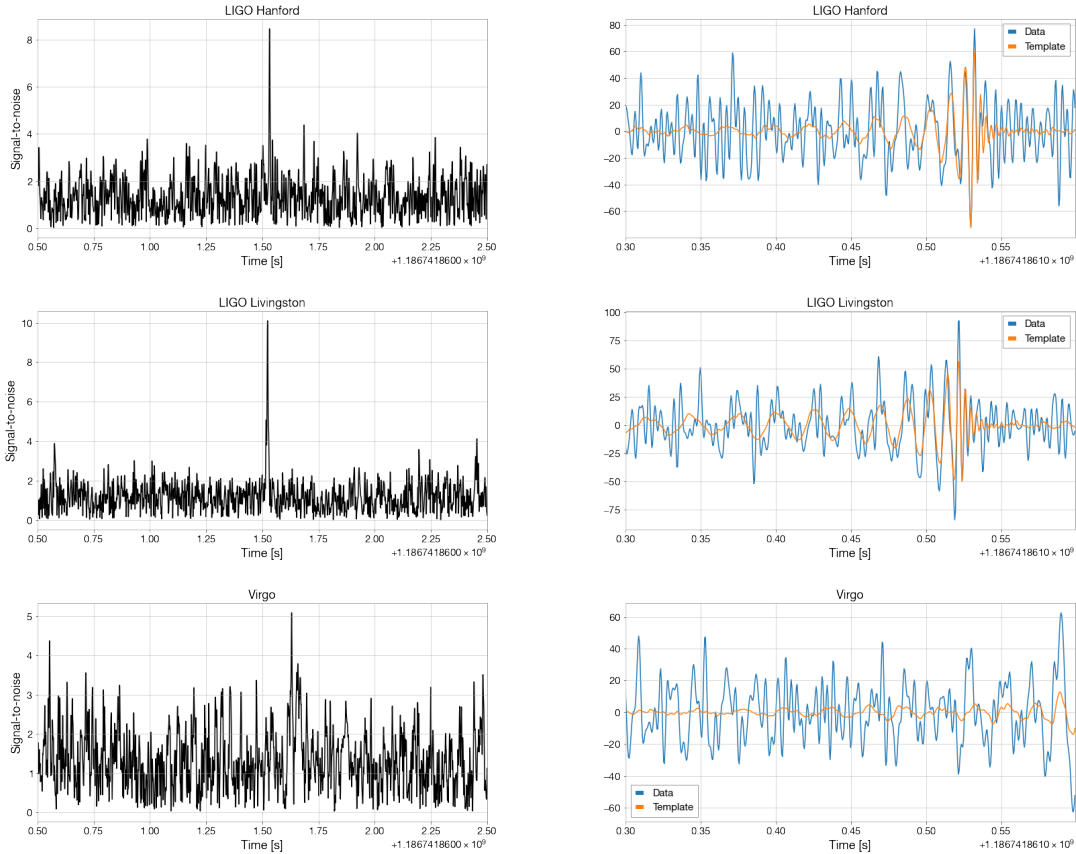 LIGO Hanford
Signal-to-noise
8
6
4
2
0
0.50 0.75 1.00 1.25 1.50 1.75 2.00 2.25 2.50
Time [s]
+1.1867418600 × 10⁹
LIGO Hanford
Data
Template
80
60
40
20
0
−20
−40
−60
0.30 0.35 0.40 0.45 0.50 0.55
Time [s]
+1.1867418610 × 10⁹
LIGO Livingston
Signal-to-noise
10
8
6
4
2
0
0.50 0.75 1.00 1.25 1.50 1.75 2.00 2.25 2.50
Time [s]
+1.1867418600 × 10⁹
LIGO Livingston
Data
Template
100
75
50
25
0
−25
−50
−75
0.30 0.35 0.40 0.45 0.50 0.55
Time [s]
+1.1867418610 × 10⁹
Virgo
Signal-to-noise
5
4
3
2
1
0
0.50 0.75 1.00 1.25 1.50 1.75 2.00 2.25 2.50
Time [s]
+1.1867418600 × 10⁹
Virgo
60
40
20
0
−20
−40
−60
Data
Template
0.30 0.35 0.40 0.45 0.50 0.55
Time [s]
+1.1867418610 × 10⁹